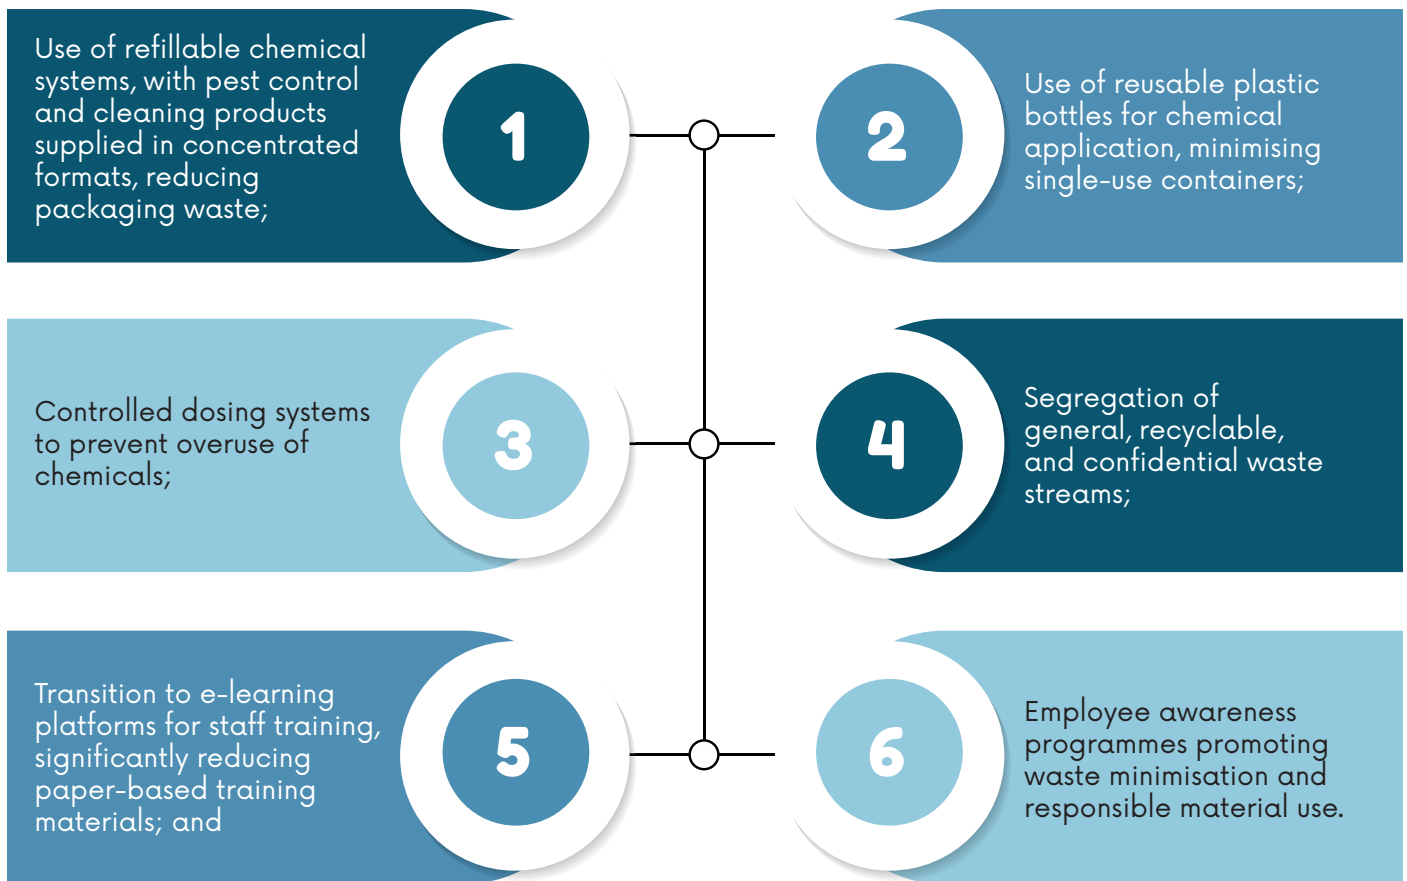 1
Use of refillable chemical
systems, with pest control
and cleaning products
supplied in concentrated
formats, reducing
packaging waste;
2
Use of reusable plastic
bottles for chemical
application, minimising
single-use containers;
3
Controlled dosing systems
to prevent overuse of
chemicals;
4
Segregation of
general, recyclable,
and confidential waste
streams;
5
Transition to e-learning
platforms for staff training,
significantly reducing
paper-based training
materials; and
6
Employee awareness
programmes promoting
waste minimisation and
responsible material use.